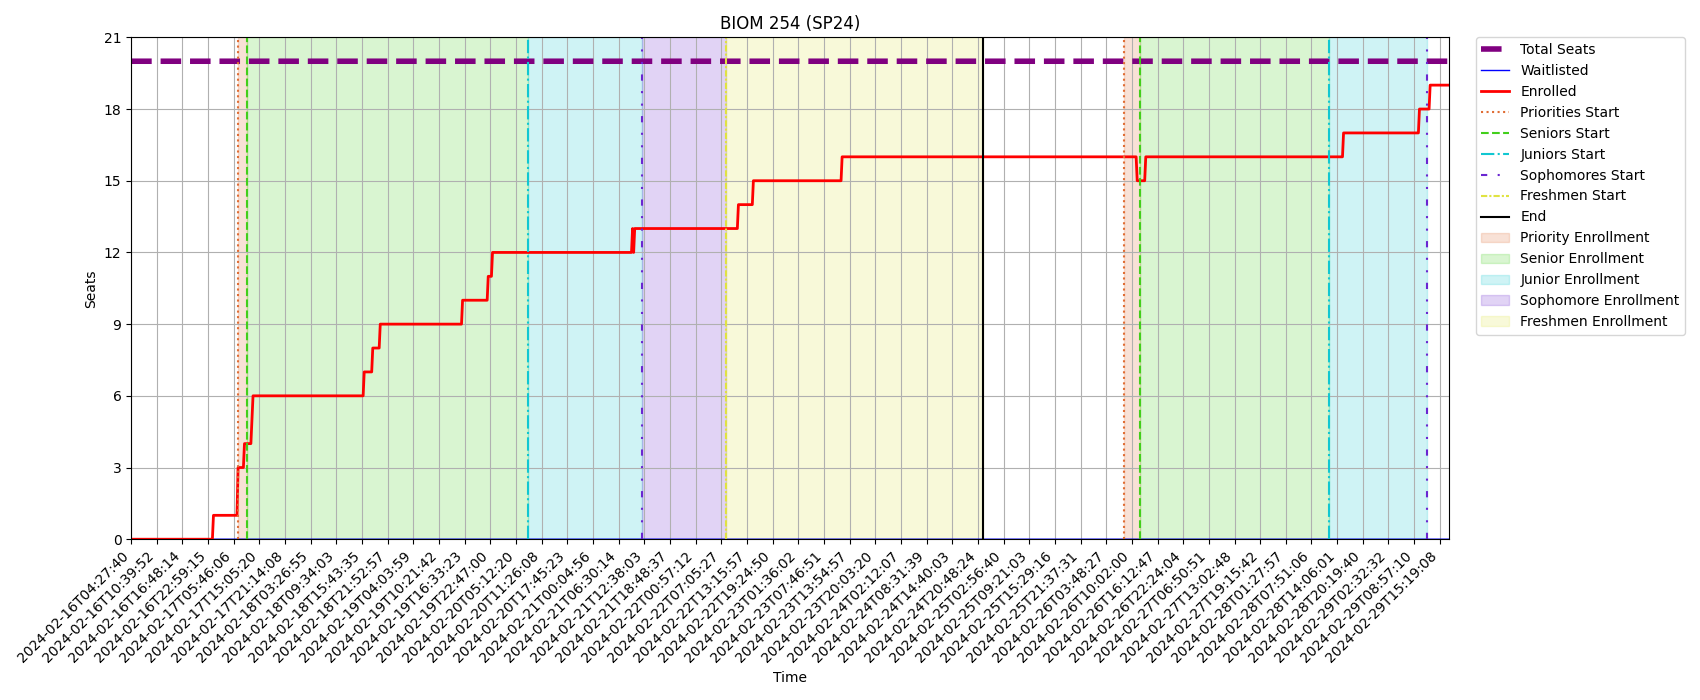 BIOM 254 (SP24)
21
18
15
12
9
6
3
0
Seats
2024-02-16T04:27:40
2024-02-16T10:39:52
2024-02-16T16:48:14
2024-02-16T22:59:15
2024-02-17T05:46:06
2024-02-17T15:05:20
2024-02-17T21:14:08
2024-02-18T03:26:55
2024-02-18T09:34:03
2024-02-18T15:43:35
2024-02-18T21:52:57
2024-02-19T04:03:59
2024-02-19T10:21:42
2024-02-19T16:33:23
2024-02-19T22:47:00
2024-02-20T05:12:20
2024-02-20T11:26:08
2024-02-20T17:45:23
2024-02-21T00:04:56
2024-02-21T06:30:14
2024-02-21T12:38:03
2024-02-21T18:48:37
2024-02-22T00:57:12
2024-02-22T07:05:27
2024-02-22T13:15:57
2024-02-22T19:24:50
2024-02-23T01:36:02
2024-02-23T07:46:51
2024-02-23T13:54:57
2024-02-23T20:03:20
2024-02-24T02:12:07
2024-02-24T08:31:39
2024-02-24T14:40:03
2024-02-24T20:48:24
2024-02-25T02:56:40
2024-02-25T09:21:03
2024-02-25T15:29:16
2024-02-25T21:37:31
2024-02-26T03:48:27
2024-02-26T10:02:00
2024-02-26T16:12:47
2024-02-26T22:24:04
2024-02-27T06:50:51
2024-02-27T13:02:48
2024-02-27T19:15:42
2024-02-28T01:27:57
2024-02-28T07:51:06
2024-02-28T14:06:01
2024-02-28T20:19:40
2024-02-29T02:32:32
2024-02-29T08:57:10
2024-02-29T15:19:08
Time
Total Seats
Waitlisted
Enrolled
Priorities Start
Seniors Start
Juniors Start
Sophomores Start
Freshmen Start
End
Priority Enrollment
Senior Enrollment
Junior Enrollment
Sophomore Enrollment
Freshmen Enrollment